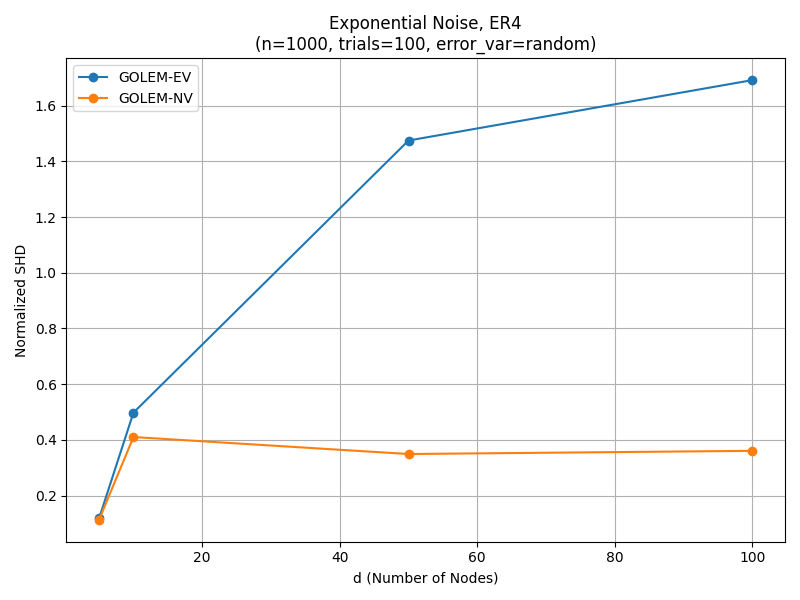 Exponential Noise, ER4
(n=1000, trials=100, error_var=random)
GOLEM-EV
GOLEM-NV
Normalized SHD
1.6
1.4
1.2
1.0
0.8
0.6
0.4
0.2
20
40
60
80
100
d (Number of Nodes)